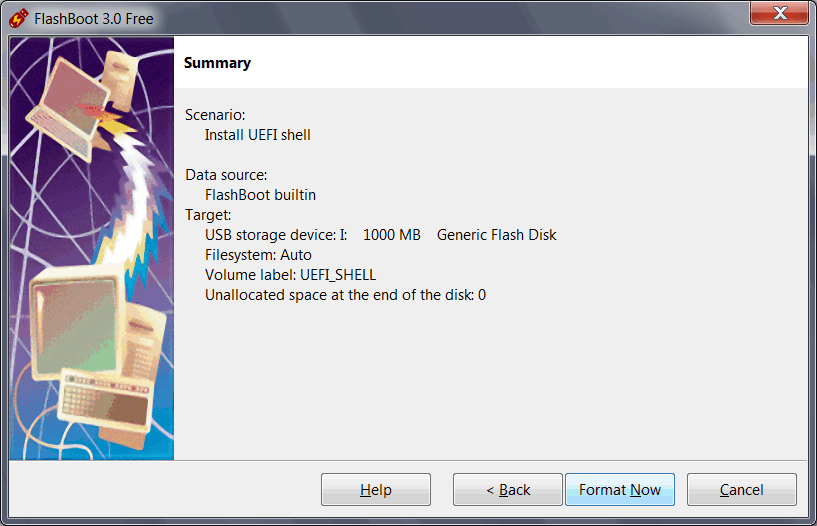 FlashBoot 3.0 Free
Summary
Scenario:
Install UEFI shell
Data source:
FlashBoot builtin
Target:
USB storage device: I:    1000 MB    Generic Flash Disk
Filesystem: Auto
Volume label: UEFI_SHELL
Unallocated space at the end of the disk: 0
Help
< Back
Format Now
Cancel